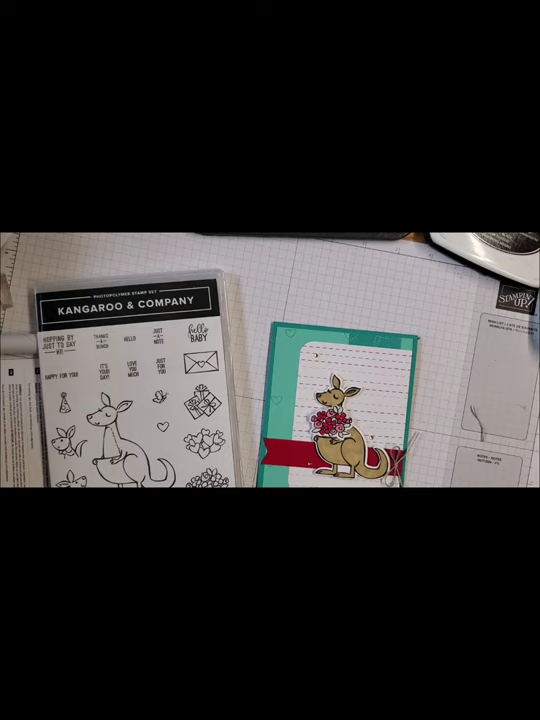 PHOTOPOLYMER STAMP SET
KANGAROO & COMPANY
HOPPING BY
JUST TO SAY
HI!
THANKS
-A-
BUNCH
HELLO
JUST
-A-
NOTE
hello
BABY
HAPPY FOR YOU!
IT'S
YOUR
DAY!
LOVE
YOU
MUCH
JUST
FOR
YOU
STAMPIN'
UP!